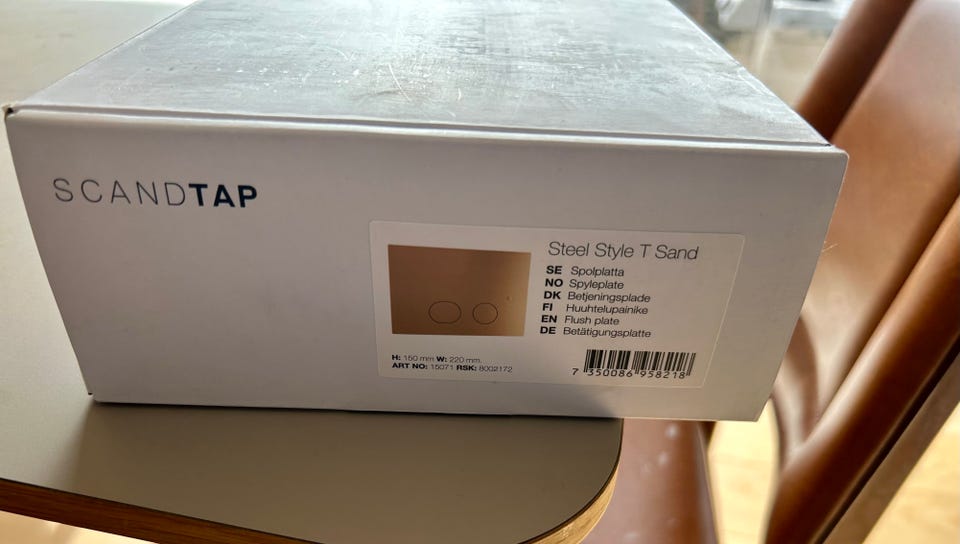 SCANDTAP
Steel Style T Sand
SE Spolplatta
NO Spyleplate
DK Betjeningsplade
FI Huuhtelupainike
EN Flush plate
DE Betätigungsplatte
H: 150 mm W: 220 mm.
ART NO: 15071 RSK: 8002172
7 350086 958218